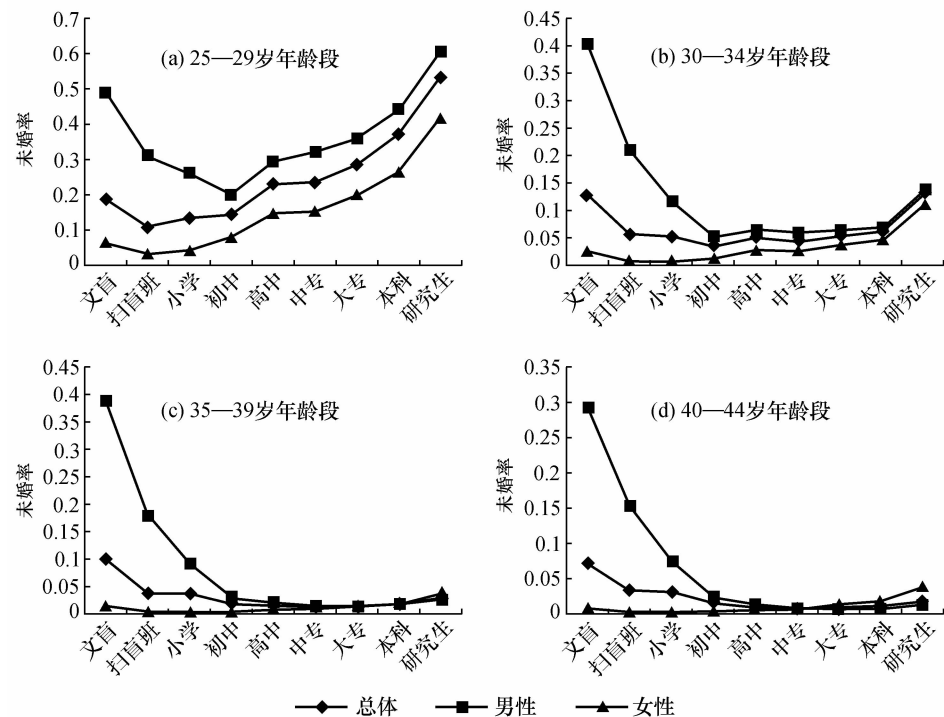 (a) 25—29岁年龄段
未婚率
0.7
0.6
0.5
0.4
0.3
0.2
0.1
0
文盲 扫盲班 小学 初中 高中 中专 大专 本科 研究生
(b) 30—34岁年龄段
未婚率
0.45
0.4
0.35
0.3
0.25
0.2
0.15
0.1
0.05
0
文盲 扫盲班 小学 初中 高中 中专 大专 本科 研究生
(c) 35—39岁年龄段
未婚率
0.45
0.4
0.35
0.3
0.25
0.2
0.15
0.1
0.05
0
文盲 扫盲班 小学 初中 高中 中专 大专 本科 研究生
(d) 40—44岁年龄段
未婚率
0.35
0.3
0.25
0.2
0.15
0.1
0.05
0
文盲 扫盲班 小学 初中 高中 中专 大专 本科 研究生
总体 男性 女性